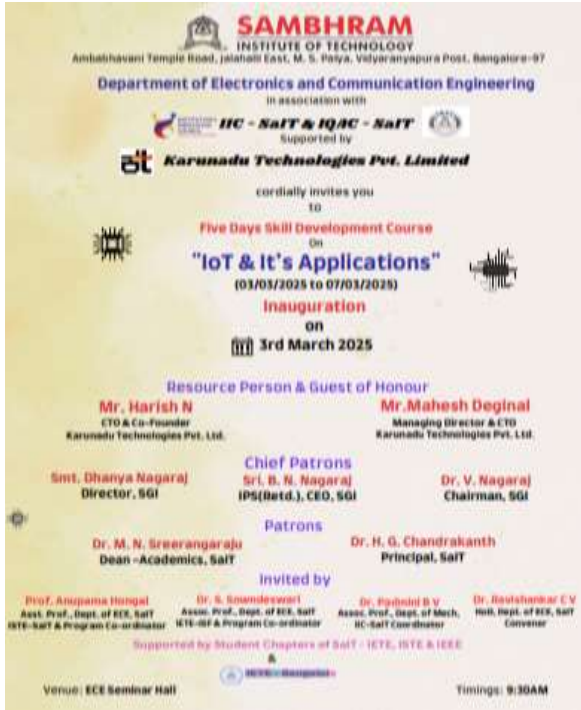 SAMBHRAM
INSTITUTE OF TECHNOLOGY
Ambabhavani Temple Road, Jalahalli East, M. S. Palya, Vidyaranyapura Post, Bangalore-97
Department of Electronics and Communication Engineering
in association with
IIC - SaIT & IQAC - SaIT
Supported by
Karunadu Technologies Pvt. Limited
cordially invites you
to
Five Days Skill Development Course
On
"IoT & It's Applications"
(03/03/2025 to 07/03/2025)
Inauguration
on
3rd March 2025
Resource Person & Guest of Honour
Mr. Harish N
CTO & Co-Founder
Karunadu Technologies Pvt. Ltd.
Mr.Mahesh Deginal
Managing Director & CTO
Karunadu Technologies Pvt. Ltd.
Chief Patrons
Smt. Dhanya Nagaraj
Director, SGI
Sri. B. N. Nagaraj
IPS(Retd.), CEO, SGI
Dr. V. Nagaraj
Chairman, SGI
Patrons
Dr. M. N. Sreerangaraju
Dean -Academics, SaIT
Dr. H. G. Chandrakanth
Principal, SaIT
Invited by
Prof. Anupama Hongal
Asst. Prof., Dept. of ECE, SaIT
ISTE-SaIT & Program Co-ordinator
Dr. S. Sowndeswari
Assoc. Prof., Dept. of ECE, SaIT
IETE-ISF & Program Co-ordinator
Dr. Padmini B V
Assoc. Prof., Dept. of Mech,
IIC-SaIT Coordinator
Dr. Ravishankar C V
HoD, Dept. of ECE, SaIT
Convener
Supported by Student Chapters of SaIT - IETE, ISTE & IEEE
&
Venue: ECE Seminar Hall
Timings: 9:30AM